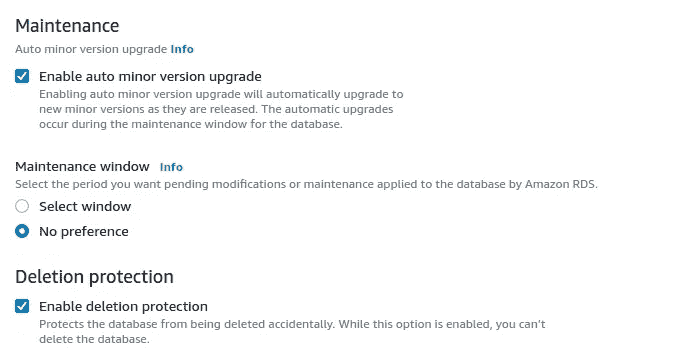 Maintenance
Auto minor version upgrade Info
Enable auto minor version upgrade
Enabling auto minor version upgrade will automatically upgrade to
new minor versions as they are released. The automatic upgrades
occur during the maintenance window for the database.
Maintenance window Info
Select the period you want pending modifications or maintenance applied to the database by Amazon RDS.
Select window
No preference
Deletion protection
Enable deletion protection
Protects the database from being deleted accidentally. While this option is enabled, you can't
delete the database.